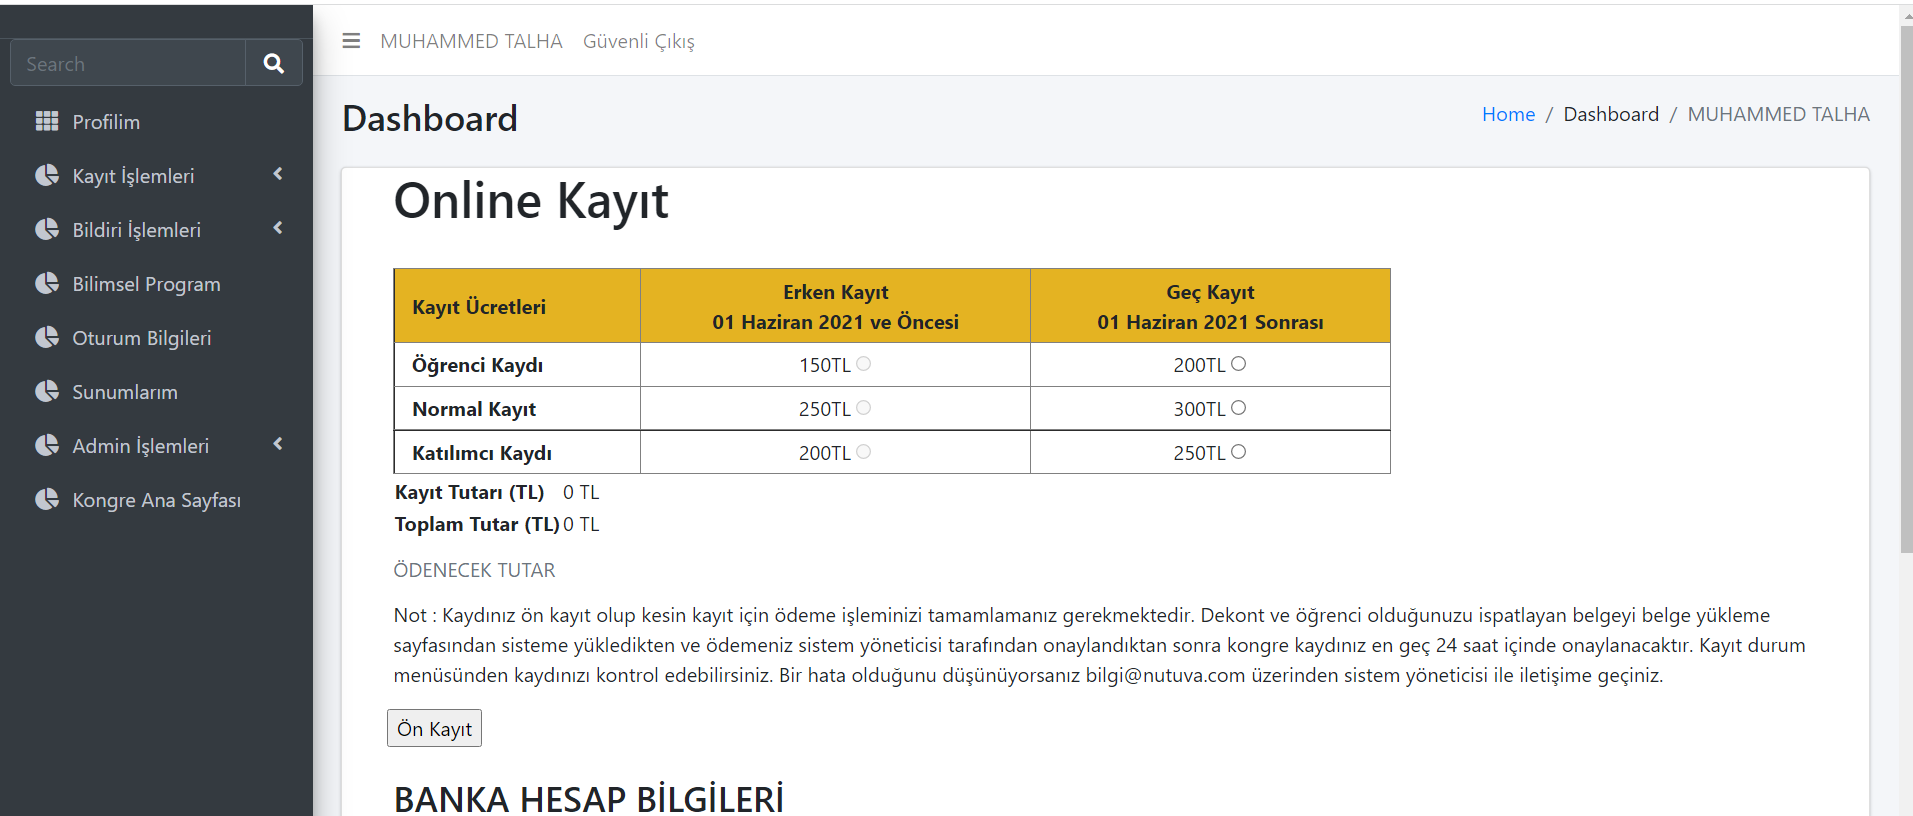 MUHAMMED TALHA Güvenli Çıkış
Search
Profilim
Kayıt İşlemleri
Bildiri İşlemleri
Bilimsel Program
Oturum Bilgileri
Sunumlarım
Admin İşlemleri
Kongre Ana Sayfası
Dashboard
Home / Dashboard / MUHAMMED TALHA
Online Kayıt
Kayıt Ücretleri
Erken Kayıt
01 Haziran 2021 ve Öncesi
Geç Kayıt
01 Haziran 2021 Sonrası
Öğrenci Kaydı 150TL 200TL
Normal Kayıt 250TL 300TL
Katılımcı Kaydı 200TL 250TL
Kayıt Tutarı (TL) 0 TL
Toplam Tutar (TL) 0 TL
ÖDENECEK TUTAR
Not : Kaydınız ön kayıt olup kesin kayıt için ödeme işleminizi tamamlamanız gerekmektedir. Dekont ve öğrenci olduğunuzu ispatlayan belgeyi belge yükleme
sayfasından sisteme yükledikten ve ödemeniz sistem yöneticisi tarafından onaylandıktan sonra kongre kaydınız en geç 24 saat içinde onaylanacaktır. Kayıt durum
menüsünden kaydınızı kontrol edebilirsiniz. Bir hata olduğunu düşünüyorsanız bilgi@nutuva.com üzerinden sistem yöneticisi ile iletişime geçiniz.
Ön Kayıt
BANKA HESAP BİLGİLERİ